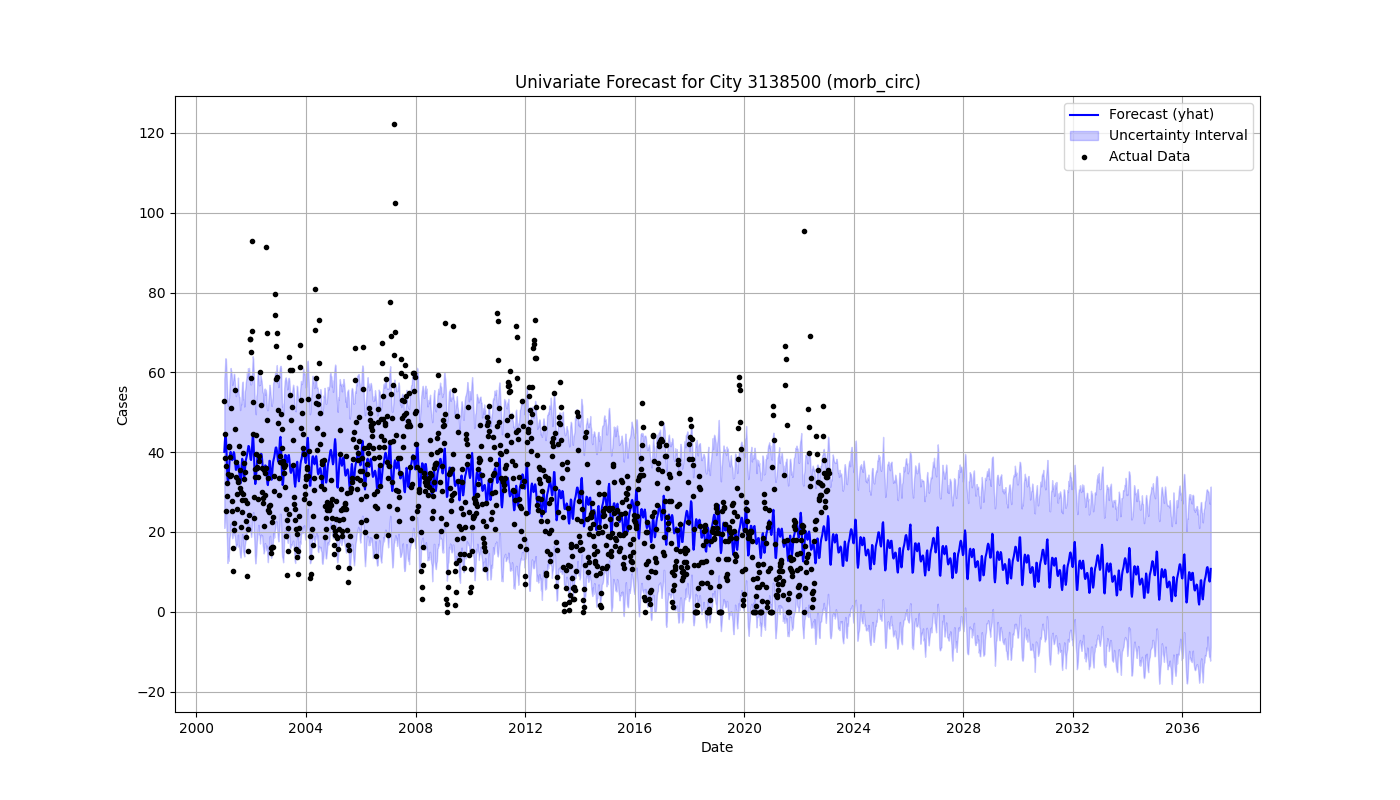 Univariate Forecast for City 3138500 (morb_circ)
Forecast (yhat)
Uncertainty Interval
Actual Data
Cases
120
100
80
60
40
20
0
−20
2000 2004 2008 2012 2016 2020 2024 2028 2032 2036
Date